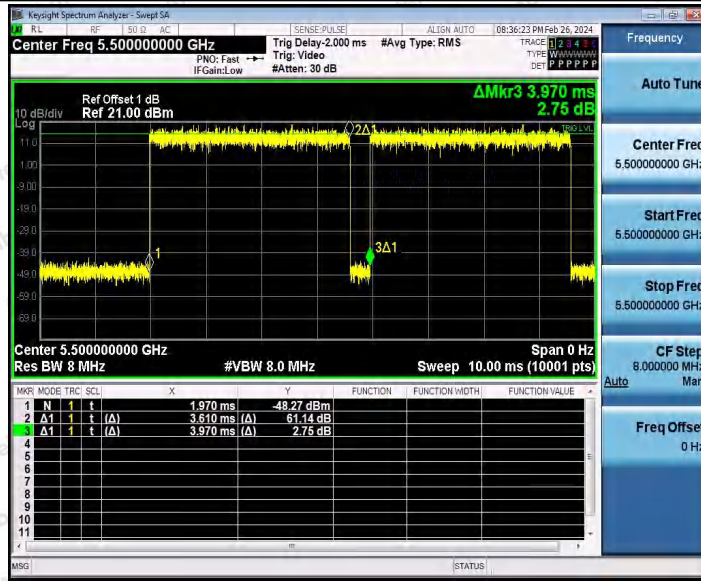 Keysight Spectrum Analyzer - Swept SA
RL RF 50 Ω AC SENSE:PULSE ALIGN AUTO 08:36:23 PM Feb 26, 2024
Center Freq 5.500000000 GHz
PNO: Fast
IFGain:Low
Trig Delay-2.000 ms
Trig: Video
#Atten: 30 dB
#Avg Type: RMS
TRACE 1 2 3 4 5 6
TYPE WWWWWW
DET P P P P P P
ΔMkr3 3.970 ms
2.75 dB
Ref Offset 1 dB
10 dB/div Ref 21.00 dBm
Log
TRIG LVL
11.0
1.00
-9.00
-19.0
-29.0
-39.0
-49.0
-59.0
-69.0
1
2Δ1
3Δ1
Center 5.500000000 GHz Span 0 Hz
Res BW 8 MHz #VBW 8.0 MHz Sweep 10.00 ms (10001 pts)
MKR MODE TRC SCL X Y FUNCTION FUNCTION WIDTH FUNCTION VALUE
1 N 1 t 1.970 ms -48.27 dBm
2 Δ1 1 t (Δ) 3.610 ms (Δ) 61.14 dB
3 Δ1 1 t (Δ) 3.970 ms (Δ) 2.75 dB
4
5
6
7
8
9
10
11
MSG STATUS
Frequency
Auto Tune
Center Freq
5.500000000 GHz
Start Freq
5.500000000 GHz
Stop Freq
5.500000000 GHz
CF Step
8.000000 MHz
Auto Man
Freq Offset
0 Hz